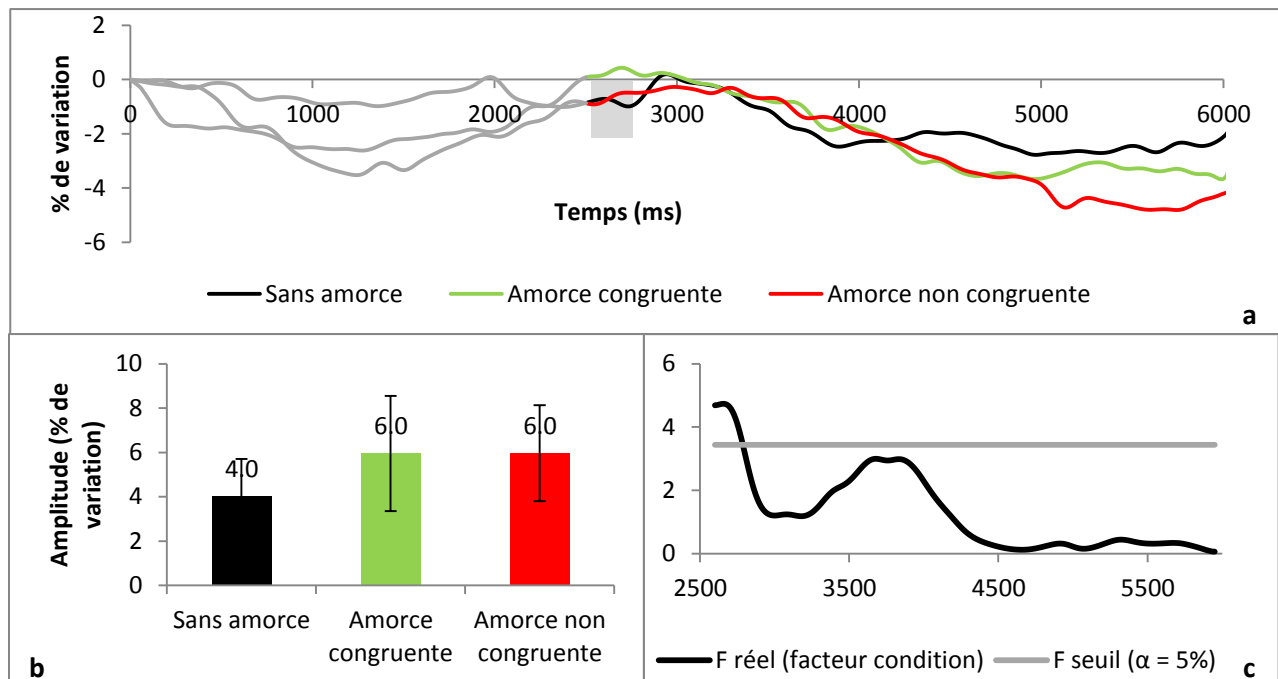 2
0
-2
-4
-6
% de variation
0 1000 2000 3000 4000 5000 6000
Temps (ms)
Sans amorce Amorce congruente Amorce non congruente
a
10
8
6
4
2
0
Amplitude (% de
variation)
4.0 6.0 6.0
Sans amorce Amorce congruente Amorce non congruente
b
6
4
2
0
2500 3500 4500 5500
F réel (facteur condition) F seuil (α = 5%)
c